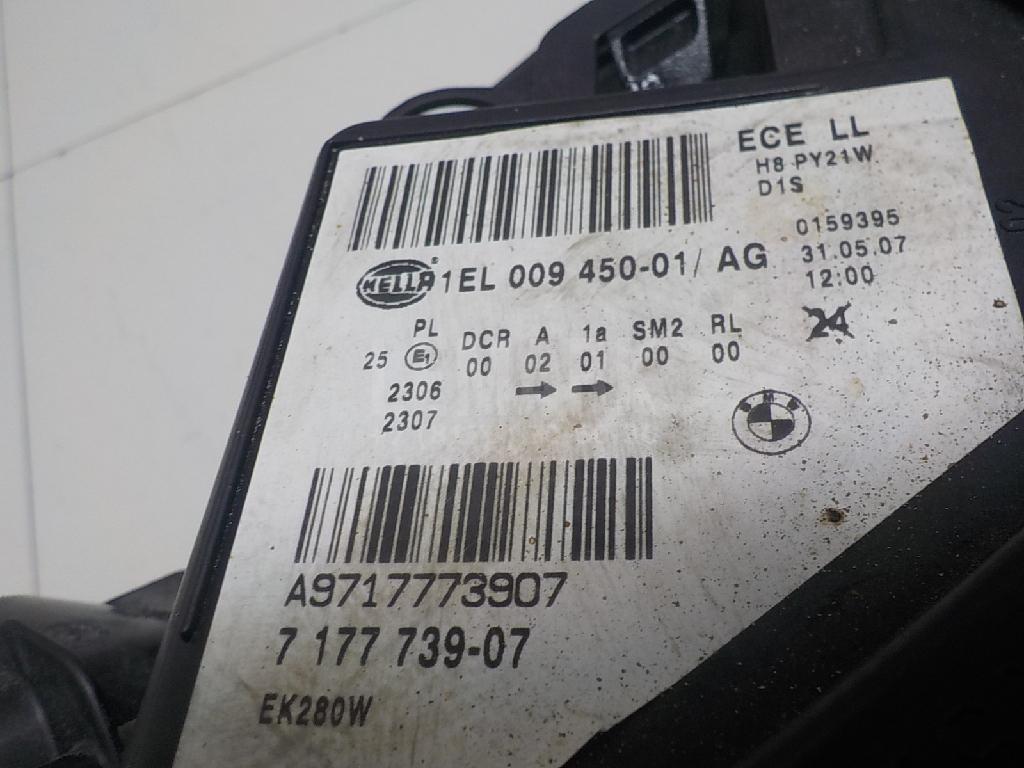 ECE LL
H8 PY21W
D1S
0159395
31.05.07
12:00
24
HELLA® 1EL 009 450-01/ AG
PL DCR A 1a SM2 RL
25 E1 00 02 01 00 00
2306 → →
2307
BMW
A9717773907
7 177 739-07
EK280W